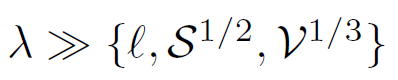 λ ≫ {ℓ, 𝒮^{1/2}, 𝒱^{1/3}}